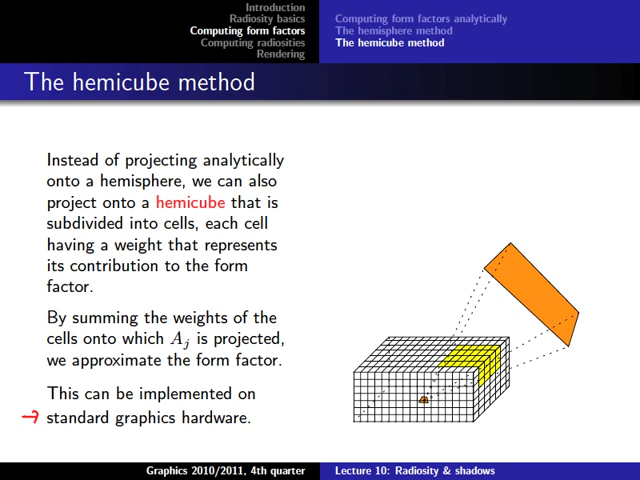 Introduction
Radiosity basics
Computing form factors
Computing radiosities
Rendering
Computing form factors analytically
The hemisphere method
The hemicube method
The hemicube method
Instead of projecting analytically
onto a hemisphere, we can also
project onto a hemicube that is
subdivided into cells, each cell
having a weight that represents
its contribution to the form
factor.
By summing the weights of the
cells onto which Aj is projected,
we approximate the form factor.
This can be implemented on
standard graphics hardware.
Graphics 2010/2011, 4th quarter
Lecture 10: Radiosity & shadows